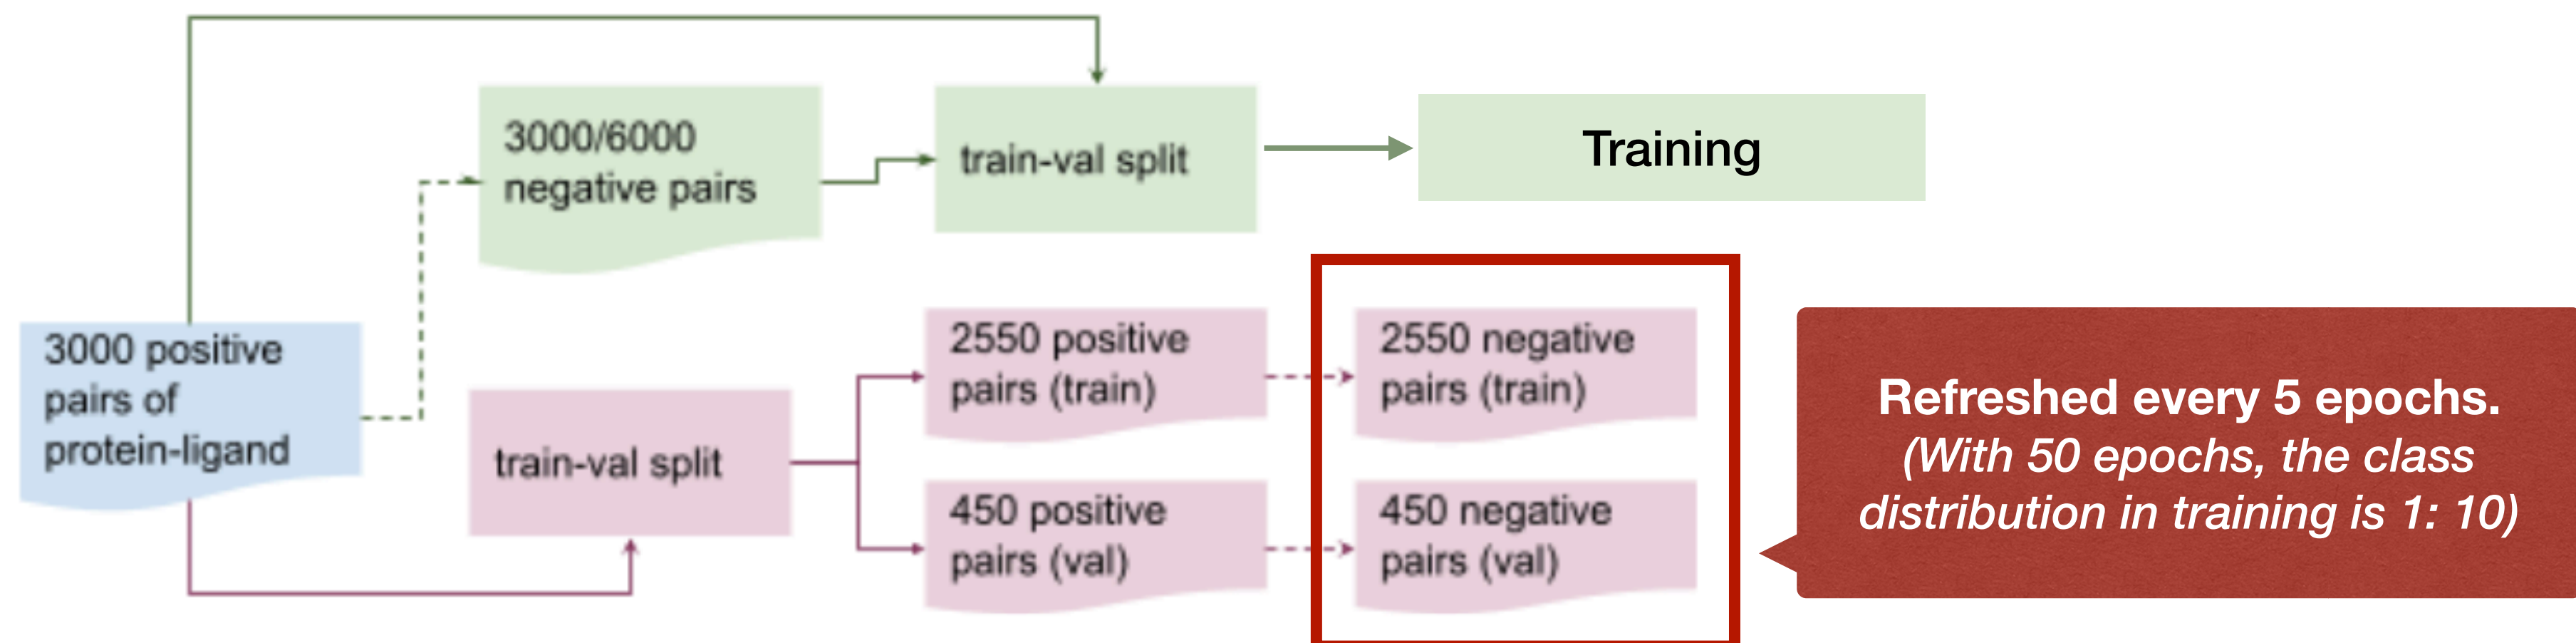 3000/6000
negative pairs
train-val split
Training
3000 positive
pairs of
protein-ligand
train-val split
2550 positive
pairs (train)
450 positive
pairs (val)
2550 negative
pairs (train)
450 negative
pairs (val)
Refreshed every 5 epochs.
(With 50 epochs, the class
distribution in training is 1: 10)